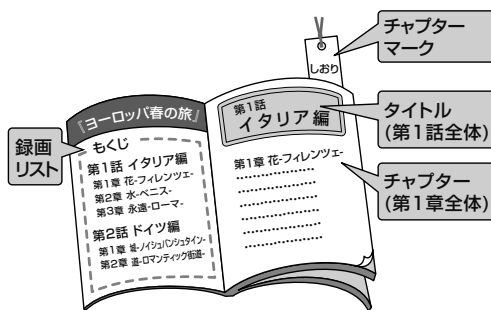 チャプター
マーク
しおり
タイトル
(第1話全体)
チャプター
(第1章全体)
録画
リスト
『ヨーロッパ春の旅』
もくじ
第1話 イタリア編
第1章 花-フィレンツェ-
第2章 水-ベニス-
第3章 永遠-ローマ-
第2話 ドイツ編
第1章 城-ノイシュバンシュタイン-
第2章 道-ロマンティック街道-
第1話
イタリア編
第1章 花-フィレンツェ-